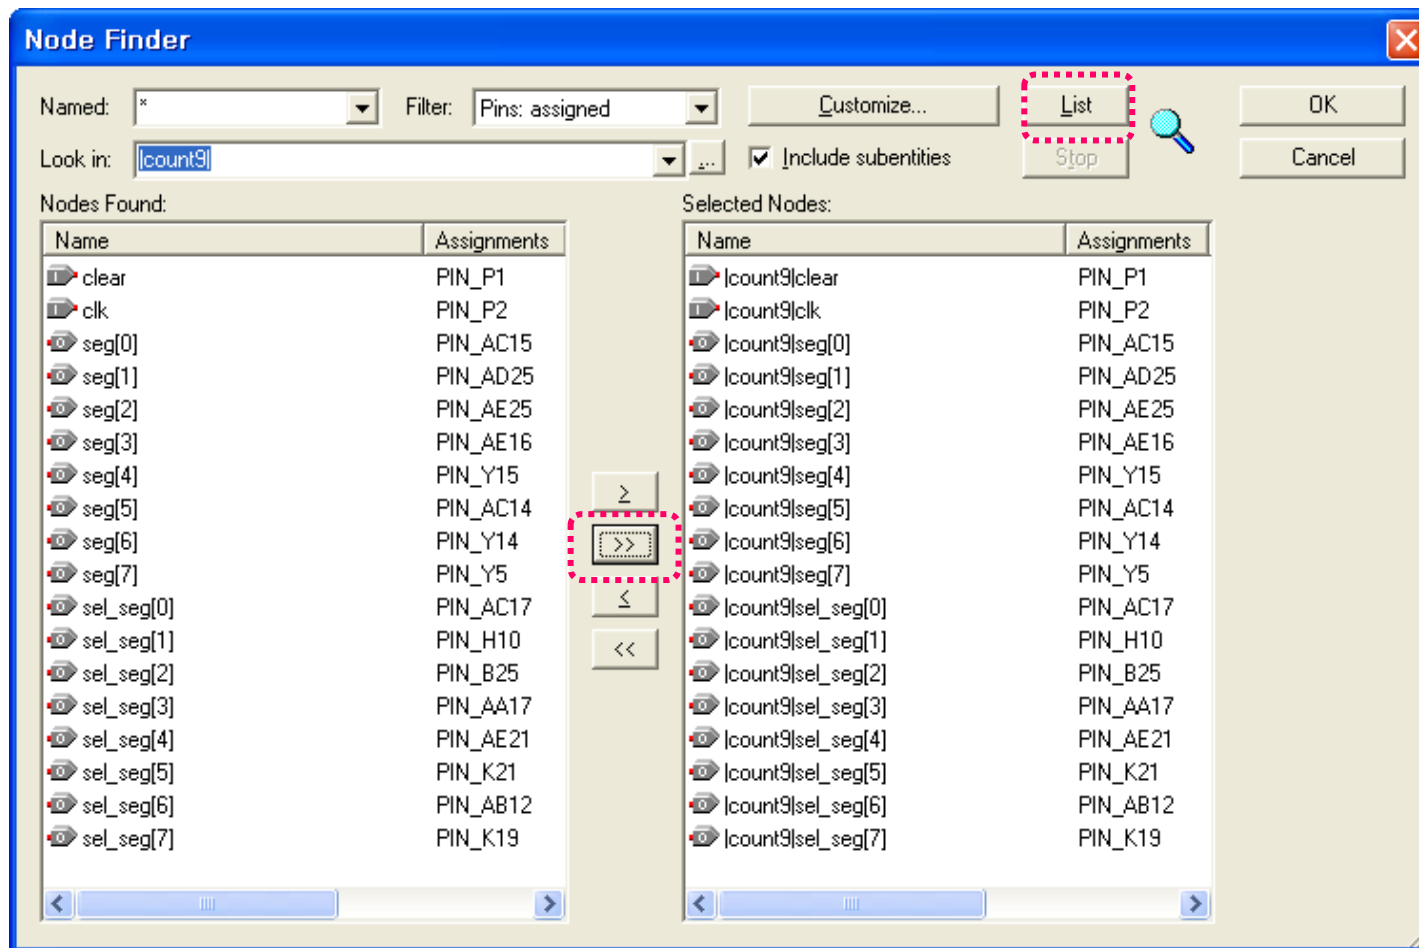 Node Finder
Named: * Filter: Pins: assigned Customize... List OK
Look in: |count9| ... Include subentities Stop Cancel
Nodes Found: Selected Nodes:
Name Assignments Name Assignments
clear PIN_P1 |count9|clear PIN_P1
clk PIN_P2 |count9|clk PIN_P2
seg[0] PIN_AC15 |count9|seg[0] PIN_AC15
seg[1] PIN_AD25 |count9|seg[1] PIN_AD25
seg[2] PIN_AE25 |count9|seg[2] PIN_AE25
seg[3] PIN_AE16 |count9|seg[3] PIN_AE16
seg[4] PIN_Y15 |count9|seg[4] PIN_Y15
seg[5] PIN_AC14 > |count9|seg[5] PIN_AC14
seg[6] PIN_Y14 >> |count9|seg[6] PIN_Y14
seg[7] PIN_Y5 |count9|seg[7] PIN_Y5
sel_seg[0] PIN_AC17 < |count9|sel_seg[0] PIN_AC17
sel_seg[1] PIN_H10 << |count9|sel_seg[1] PIN_H10
sel_seg[2] PIN_B25 |count9|sel_seg[2] PIN_B25
sel_seg[3] PIN_AA17 |count9|sel_seg[3] PIN_AA17
sel_seg[4] PIN_AE21 |count9|sel_seg[4] PIN_AE21
sel_seg[5] PIN_K21 |count9|sel_seg[5] PIN_K21
sel_seg[6] PIN_AB12 |count9|sel_seg[6] PIN_AB12
sel_seg[7] PIN_K19 |count9|sel_seg[7] PIN_K19